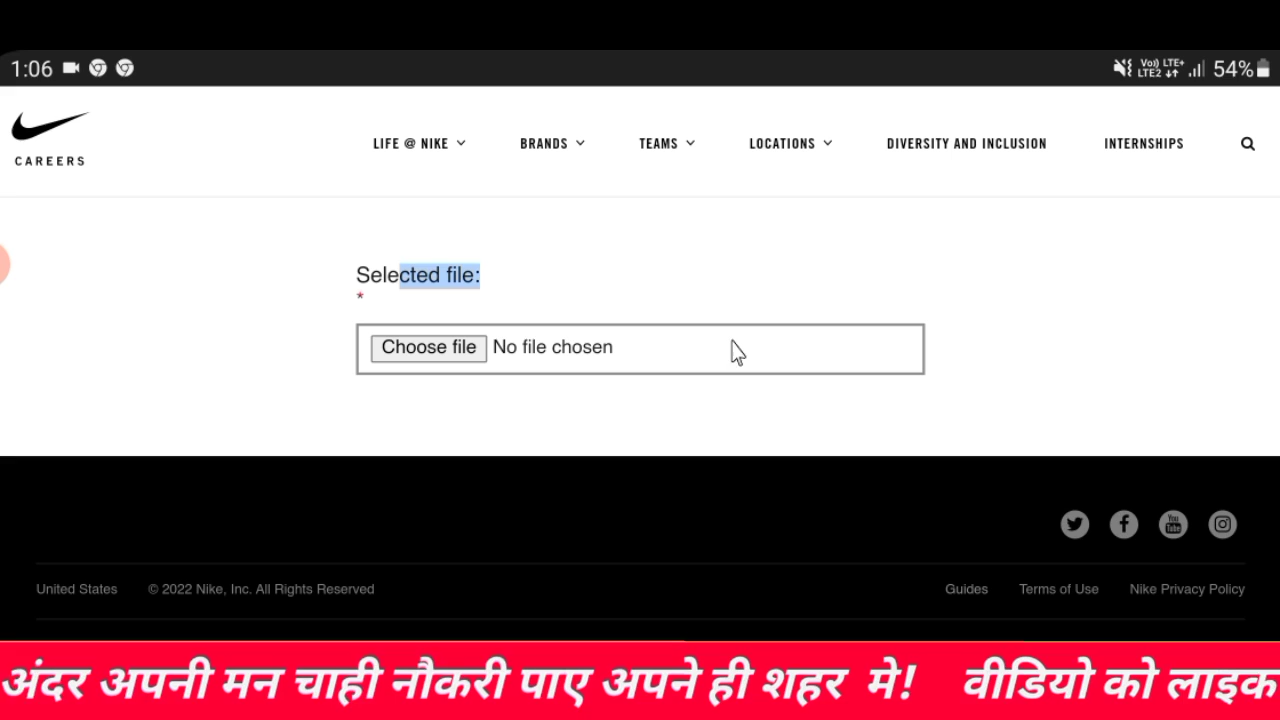 1:06 Vo) LTE+ LTE2 54%
CAREERS
LIFE @ NIKE BRANDS TEAMS LOCATIONS DIVERSITY AND INCLUSION INTERNSHIPS
Selected file:
*
Choose file No file chosen
You Tube
United States © 2022 Nike, Inc. All Rights Reserved Guides Terms of Use Nike Privacy Policy
अंदर अपनी मन चाही नौकरी पाए अपने ही शहर मे! वीडियो को लाइक